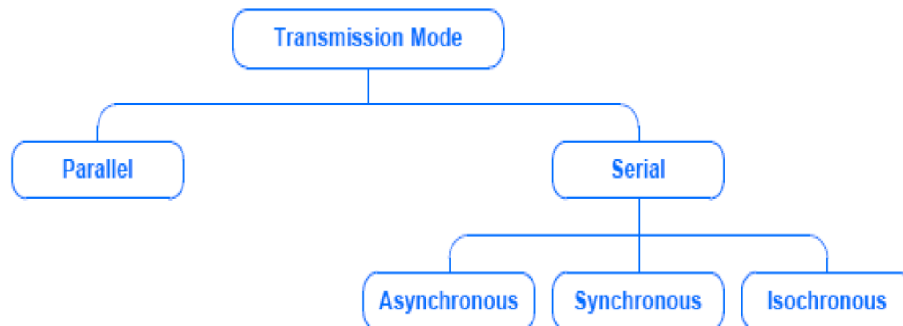 Transmission Mode
Parallel
Serial
Asynchronous
Synchronous
Isochronous